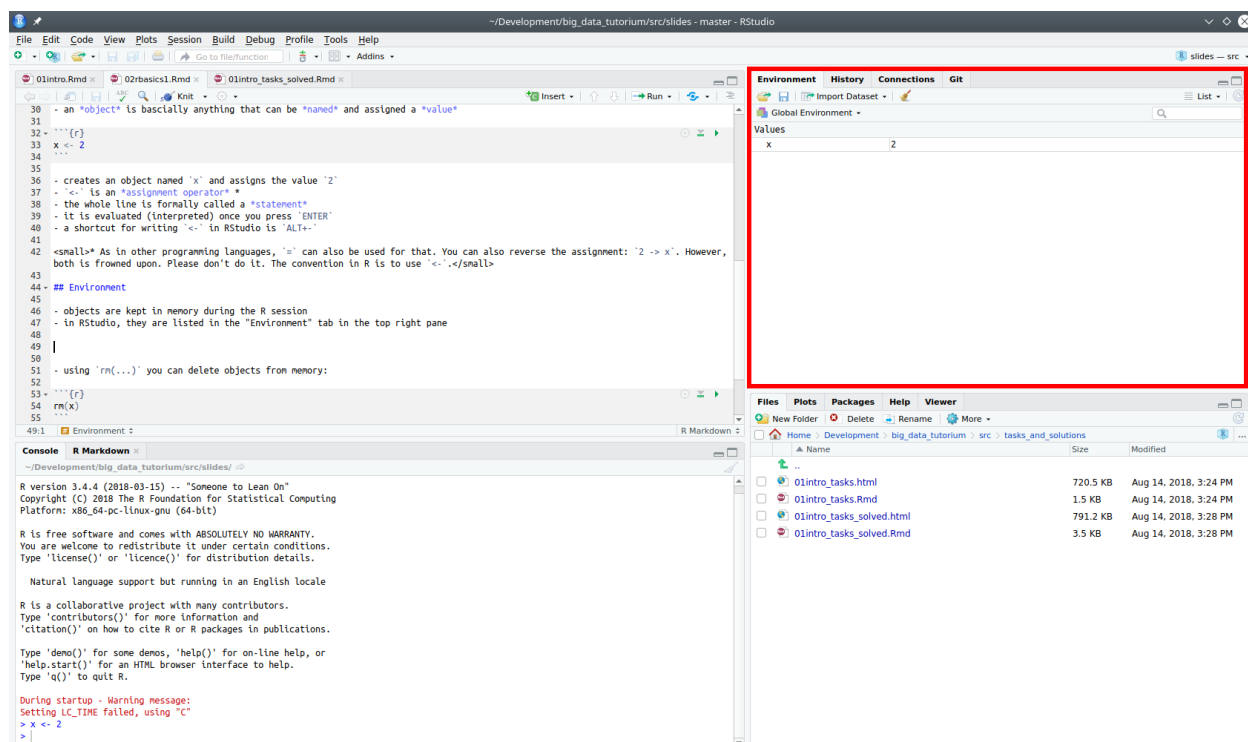 ~/Development/big_data_tutorium/src/slides - master - RStudio
File Edit Code View Plots Session Build Debug Profile Tools Help
Go to file/function Addins slides — src
01intro.Rmd × 02rbasics1.Rmd × 01intro_tasks_solved.Rmd ×
ABC Knit Insert Run
30 - an *object* is bascially anything that can be *named* and assigned a *value*
31
32 ```{r}
33 x <- 2
34 ```
35
36 - creates an object named `x` and assigns the value `2`
37 - `<-` is an *assignment operator* *
38 - the whole line is formally called a *statement*
39 - it is evaluated (interpreted) once you press `ENTER`
40 - a shortcut for writing `<-` in RStudio is `ALT+-`
41
42 <small>* As in other programming languages, `=` can also be used for that. You can also reverse the assignment: `2 -> x`. However,
both is frowned upon. Please don't do it. The convention in R is to use `<-`.</small>
43
44 ## Environment
45
46 - objects are kept in memory during the R session
47 - in RStudio, they are listed in the "Environment" tab in the top right pane
48
49
50
51 - using `rm(...)` you can delete objects from memory:
52
53 ```{r}
54 rm(x)
55 ```
49:1 Environment R Markdown
Console R Markdown ×
~/Development/big_data_tutorium/src/slides/
R version 3.4.4 (2018-03-15) -- "Someone to Lean On"
Copyright (C) 2018 The R Foundation for Statistical Computing
Platform: x86_64-pc-linux-gnu (64-bit)
R is free software and comes with ABSOLUTELY NO WARRANTY.
You are welcome to redistribute it under certain conditions.
Type 'license()' or 'licence()' for distribution details.
Natural language support but running in an English locale
R is a collaborative project with many contributors.
Type 'contributors()' for more information and
'citation()' on how to cite R or R packages in publications.
Type 'demo()' for some demos, 'help()' for on-line help, or
'help.start()' for an HTML browser interface to help.
Type 'q()' to quit R.
During startup - Warning message:
Setting LC_TIME failed, using "C"
> x <- 2
>
Environment History Connections Git
Import Dataset List
Global Environment
Values
x 2
Files Plots Packages Help Viewer
New Folder Delete Rename More
Home > Development > big_data_tutorium > src > tasks_and_solutions ...
Name Size Modified
..
01intro_tasks.html 720.5 KB Aug 14, 2018, 3:24 PM
01intro_tasks.Rmd 1.5 KB Aug 14, 2018, 3:24 PM
01intro_tasks_solved.html 791.2 KB Aug 14, 2018, 3:28 PM
01intro_tasks_solved.Rmd 3.5 KB Aug 14, 2018, 3:28 PM